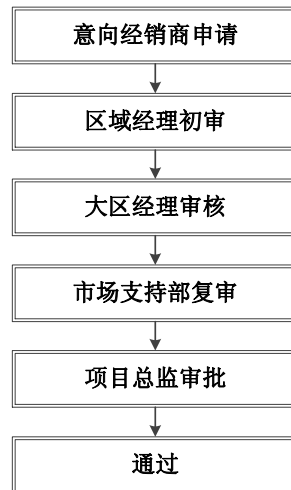 意向经销商申请
区域经理初审
大区经理审核
市场支持部复审
项目总监审批
通过